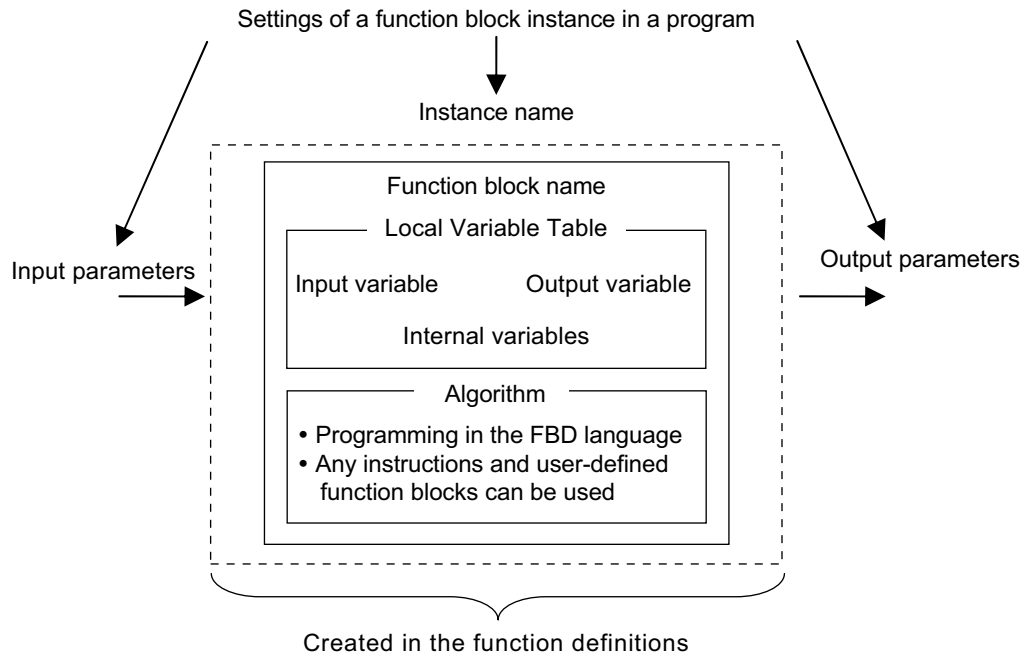 Settings of a function block instance in a program
Instance name
Function block name
Local Variable Table
Input parameters
Output parameters
Input variable
Output variable
Internal variables
Algorithm
• Programming in the FBD language
• Any instructions and user-defined
function blocks can be used
Created in the function definitions